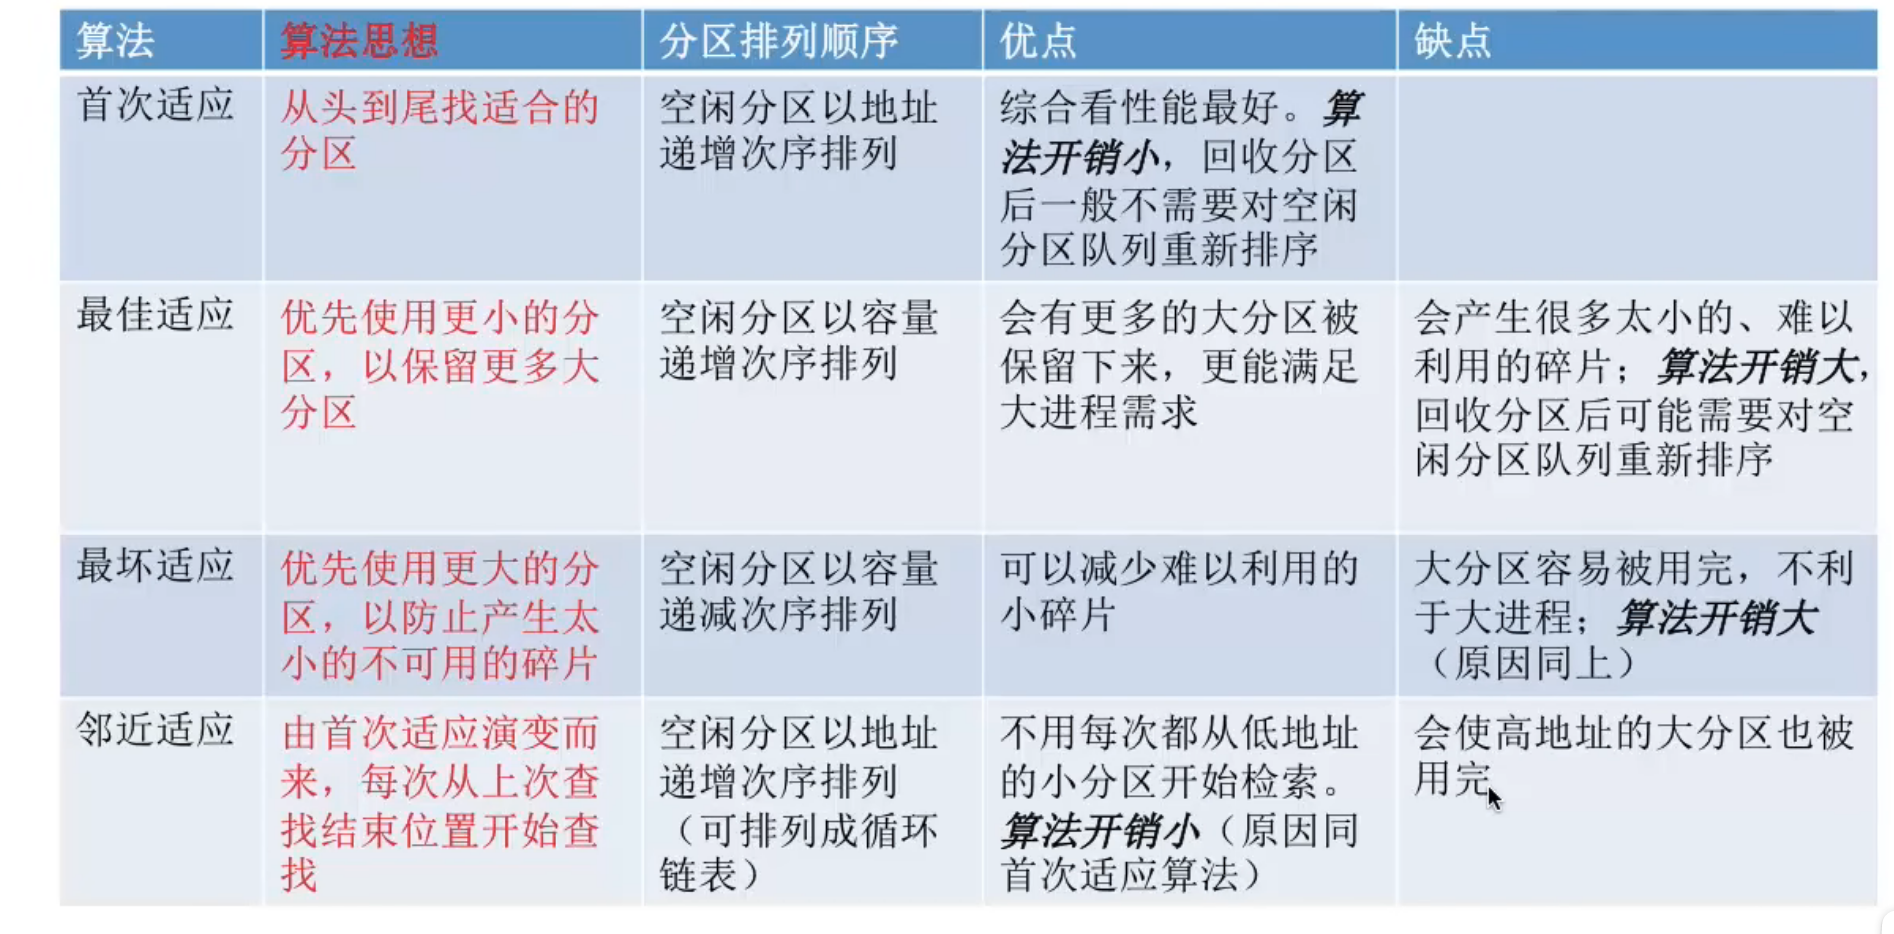 算法
算法思想
分区排列顺序
优点
缺点
首次适应
从头到尾找适合的
分区
空闲分区以地址
递增次序排列
综合看性能最好。算
法开销小，回收分区
后一般不需要对空闲
分区队列重新排序
最佳适应
优先使用更小的分
区，以保留更多大
分区
空闲分区以容量
递增次序排列
会有更多的大分区被
保留下来，更能满足
大进程需求
会产生很多太小的、难以
利用的碎片；算法开销大，
回收分区后可能需要对空
闲分区队列重新排序
最坏适应
优先使用更大的分
区，以防止产生太
小的不可用的碎片
空闲分区以容量
递减次序排列
可以减少难以利用的
小碎片
大分区容易被用完，不利
于大进程；算法开销大
（原因同上）
邻近适应
由首次适应演变而
来，每次从上次查
找结束位置开始查
找
空闲分区以地址
递增次序排列
（可排列成循环
链表）
不用每次都从低地址
的小分区开始检索。
算法开销小（原因同
首次适应算法）
会使高地址的大分区也被
用完